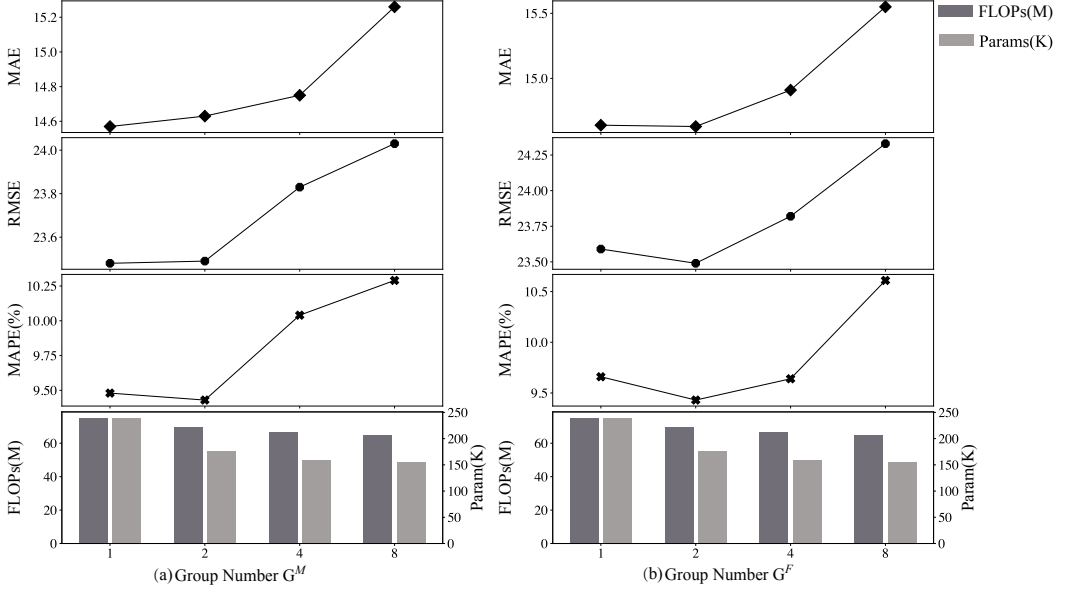 MAE
15.2
15.0
14.8
14.6
RMSE
24.0
23.8
23.6
MAPE(%)
10.25
10.00
9.75
9.50
FLOPs(M)
60
40
20
0
250
200
150
100
50
0
Param(K)
1 2 4 8
(a) Group Number G^M
MAE
15.5
15.0
RMSE
24.25
24.00
23.75
23.50
MAPE(%)
10.5
10.0
9.5
FLOPs(M)
60
40
20
0
250
200
150
100
50
0
Param(K)
1 2 4 8
(b) Group Number G^F
FLOPs(M)
Params(K)